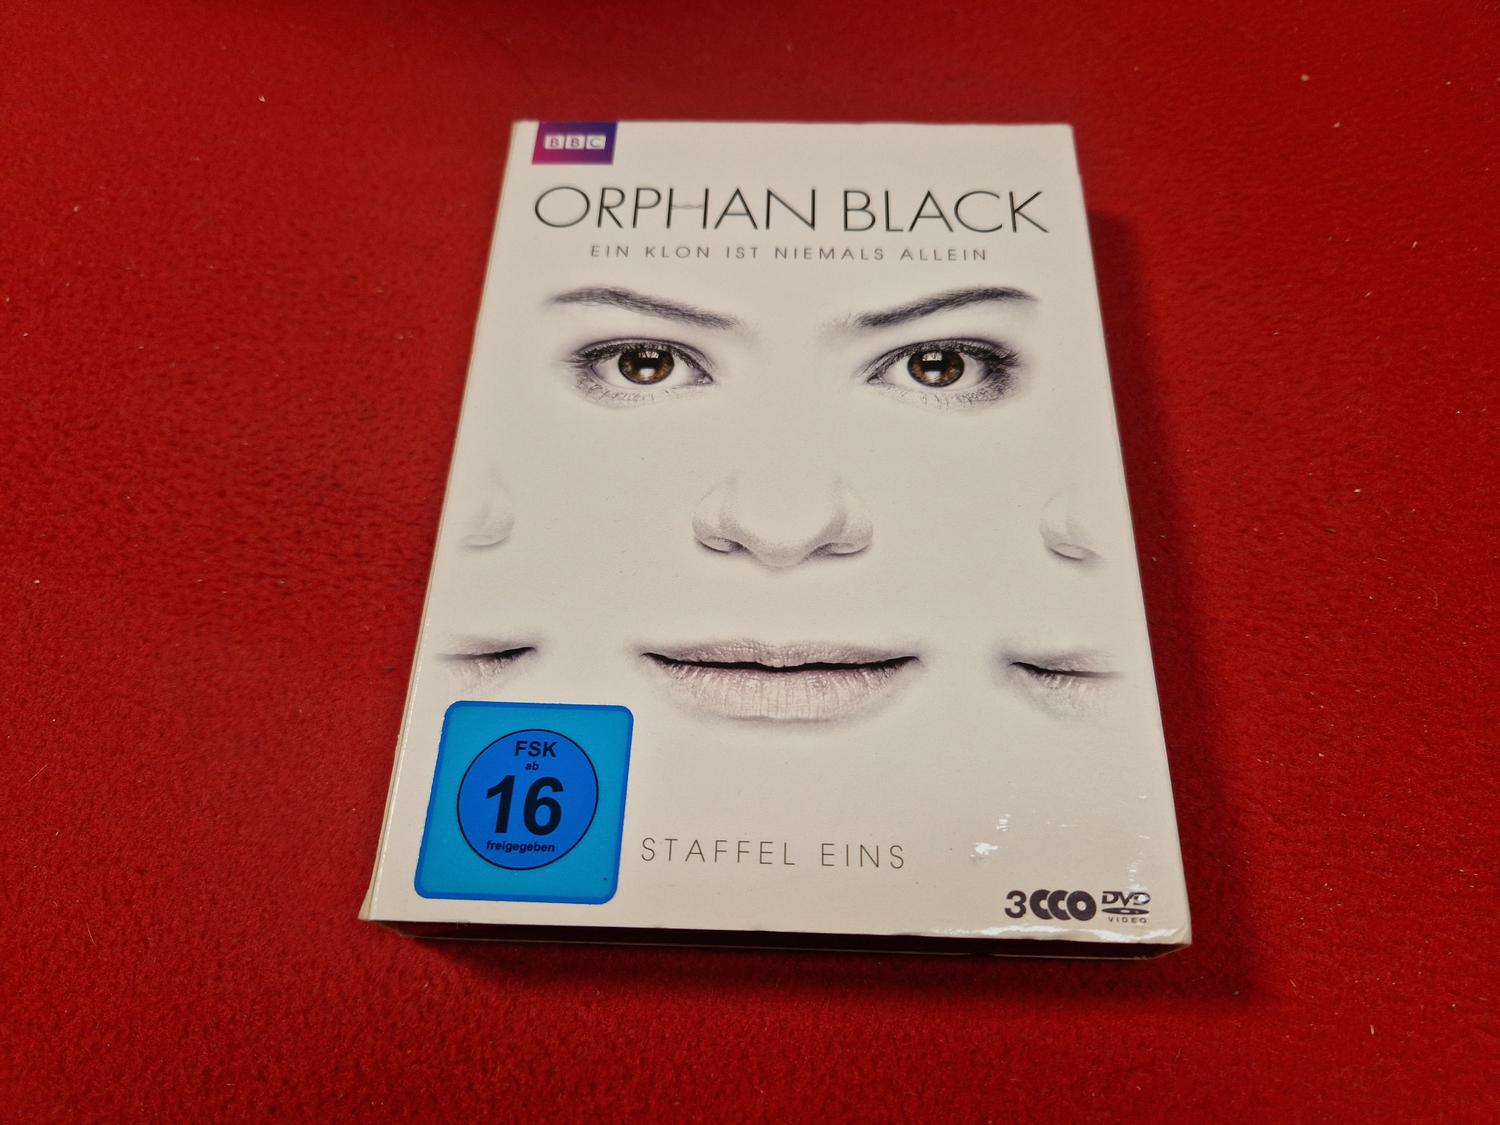 BBC
ORPHAN BLACK
EIN KLON IST NIEMALS ALLEIN
FSK
ab
16
freigegeben
STAFFEL EINS
3 DVD
VIDEO